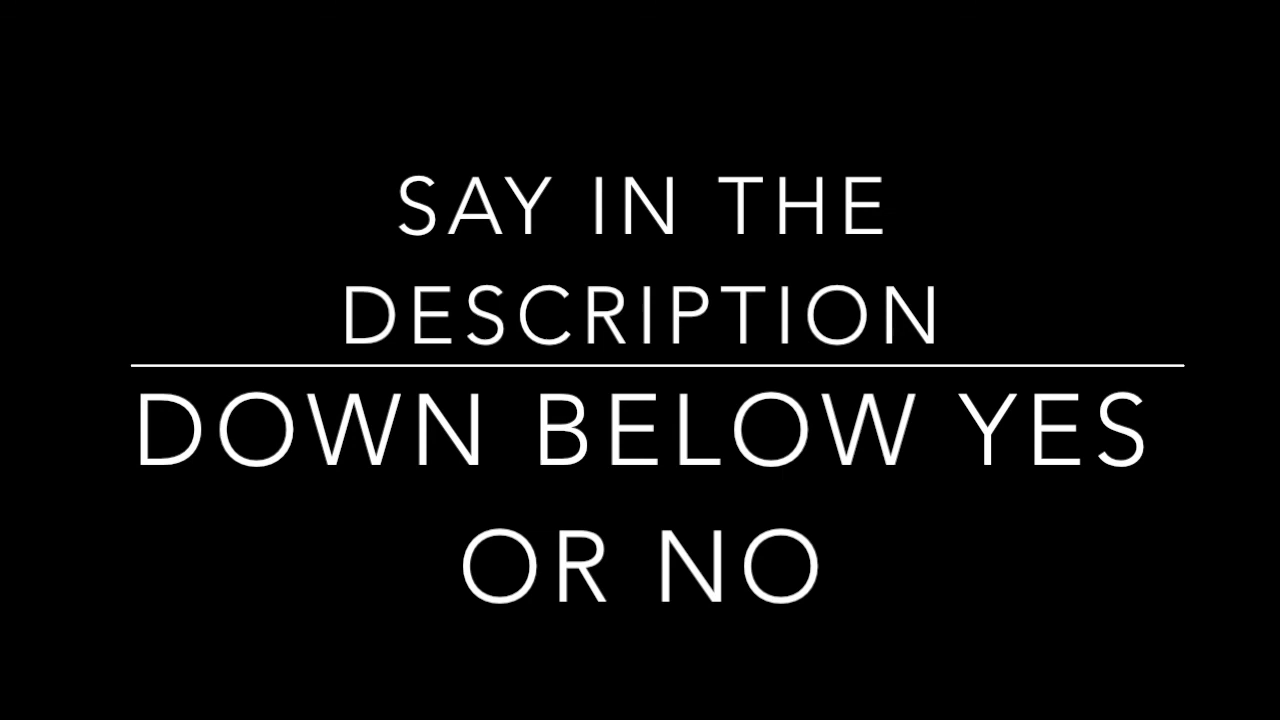 SAY IN THE
DESCRIPTION
DOWN BELOW YES
OR NO